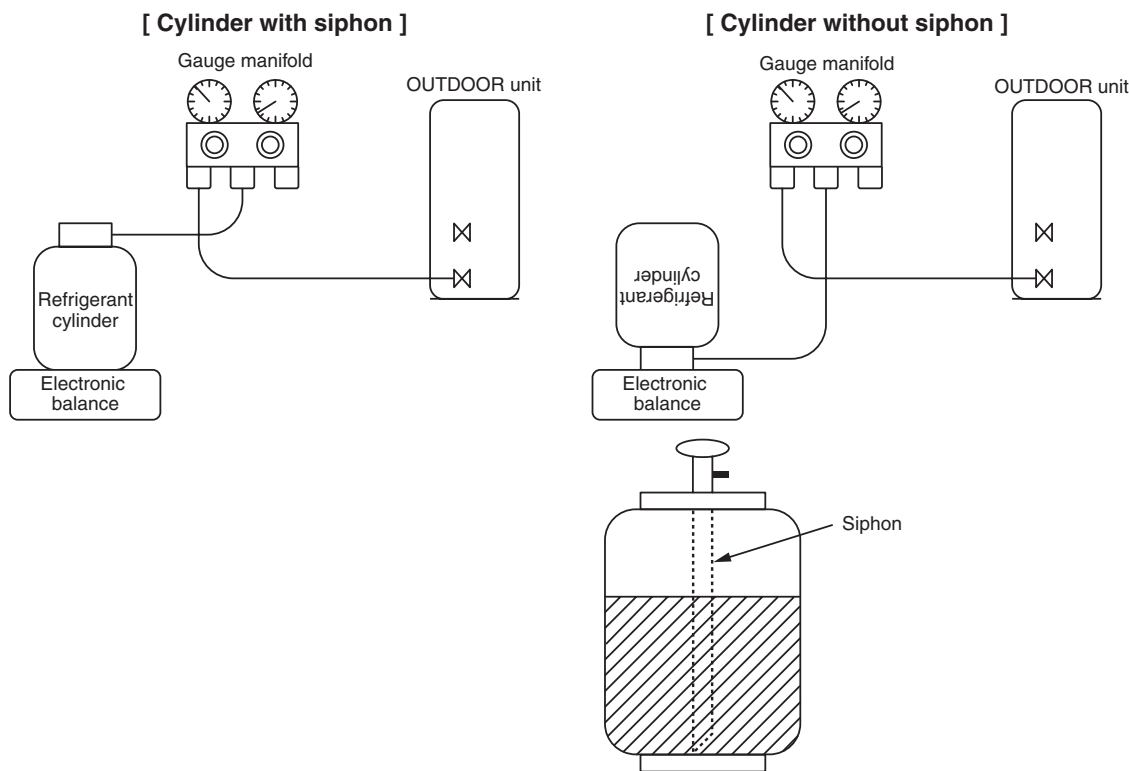 [ Cylinder with siphon ]
Gauge manifold
OUTDOOR unit
Refrigerant
cylinder
Electronic
balance
[ Cylinder without siphon ]
Gauge manifold
OUTDOOR unit
Refrigerant
cylinder
Electronic
balance
Siphon